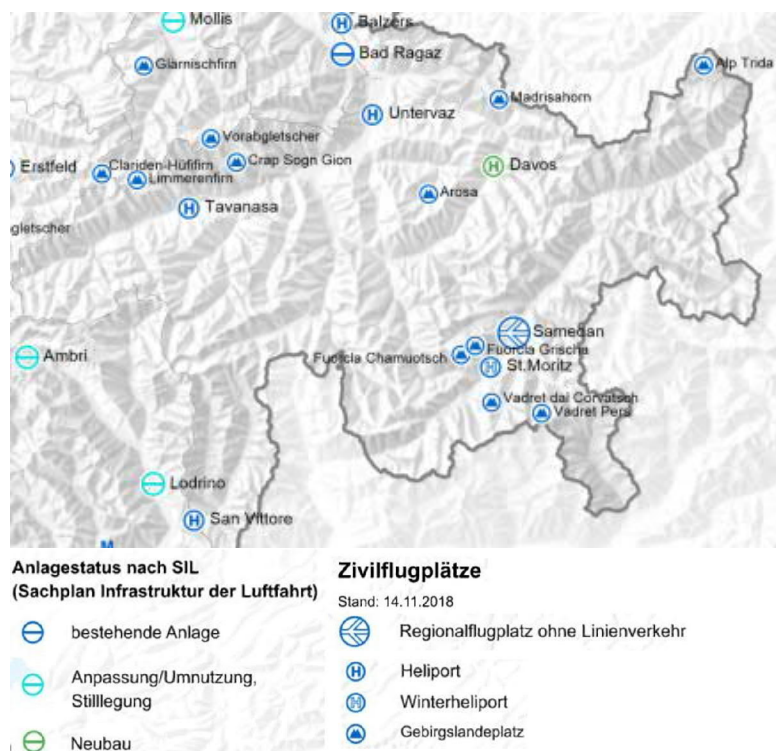 Mollis
Balzers
Bad Ragaz
Glarnischfirn
Alp Trida
Madrisahorn
Untervaz
Vorabgletscher
Erstfeld
Clariden-Hüfifirn
Crap Sogn Gion
Davos
Limmerenfirn
Arosa
Tavanasa
gletscher
Samedan
Ambri
Fuorcla Chamuotsch
Fuorcla Grischa
St.Moritz
Vadret dal Corvatsch
Vadret Pers
Lodrino
San Vittore
Anlagestatus nach SIL
(Sachplan Infrastruktur der Luftfahrt)
bestehende Anlage
Anpassung/Umnutzung,
Stilllegung
Neubau
Zivilflugplätze
Stand: 14.11.2018
Regionalflugplatz ohne Linienverkehr
H Heliport
H Winterheliport
Gebirgslandeplatz